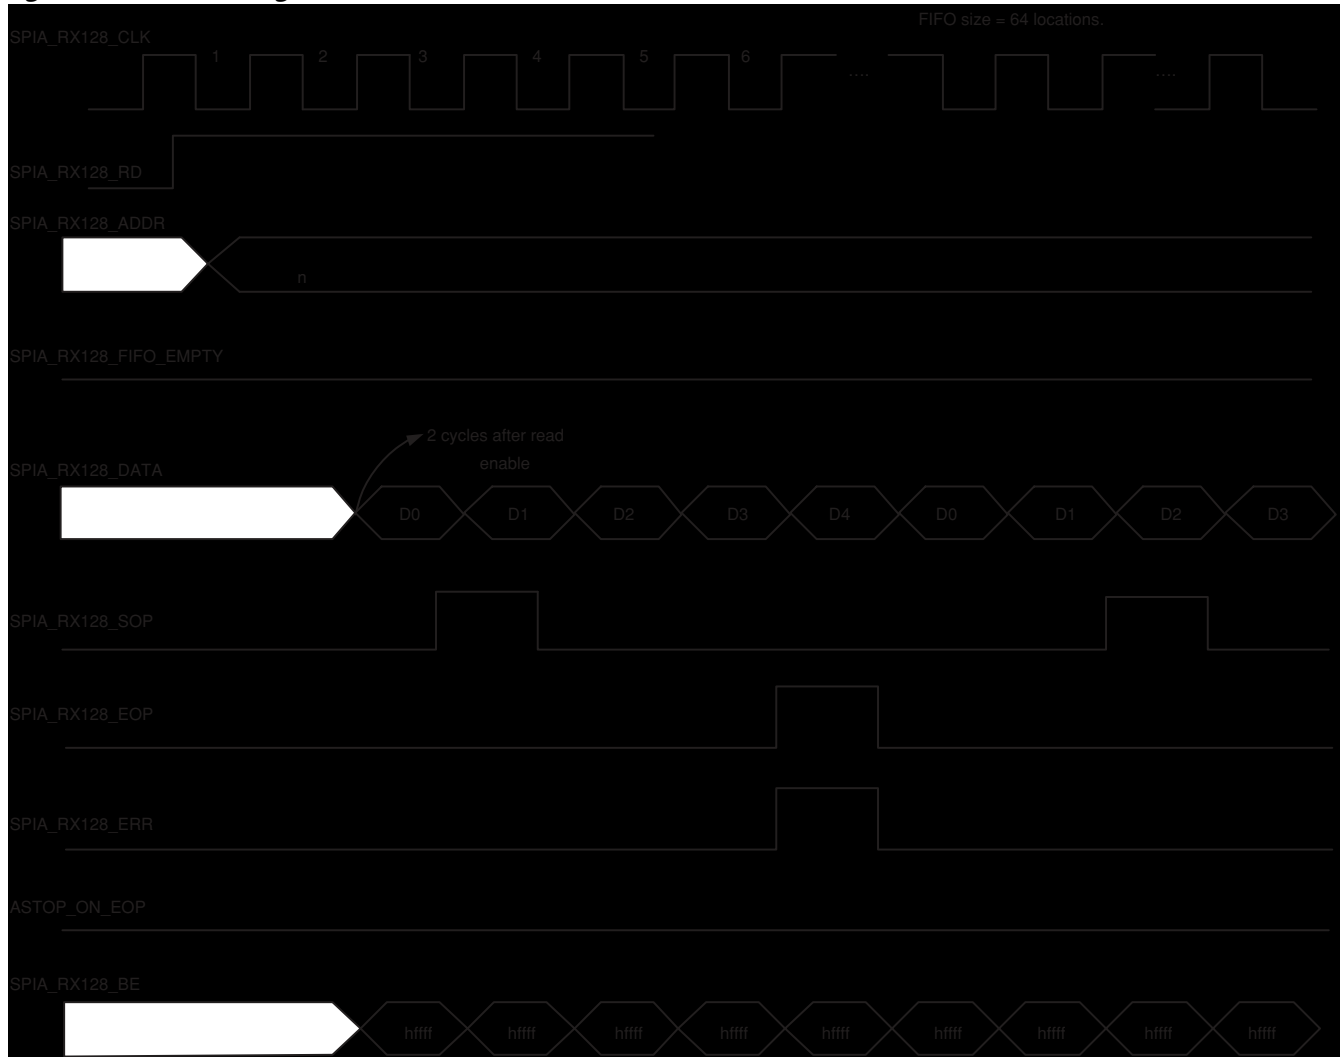 FIFO size = 64 locations.
SPIA_RX128_CLK
1 2 3 4 5 6 .... ....
SPIA_RX128_RD
SPIA_RX128_ADDR
n
SPIA_RX128_FIFO_EMPTY
2 cycles after read
enable
SPIA_RX128_DATA
D0 D1 D2 D3 D4 D0 D1 D2 D3
SPIA_RX128_SOP
SPIA_RX128_EOP
SPIA_RX128_ERR
ASTOP_ON_EOP
SPIA_RX128_BE
hffff hffff hffff hffff hffff hffff hffff hffff hffff